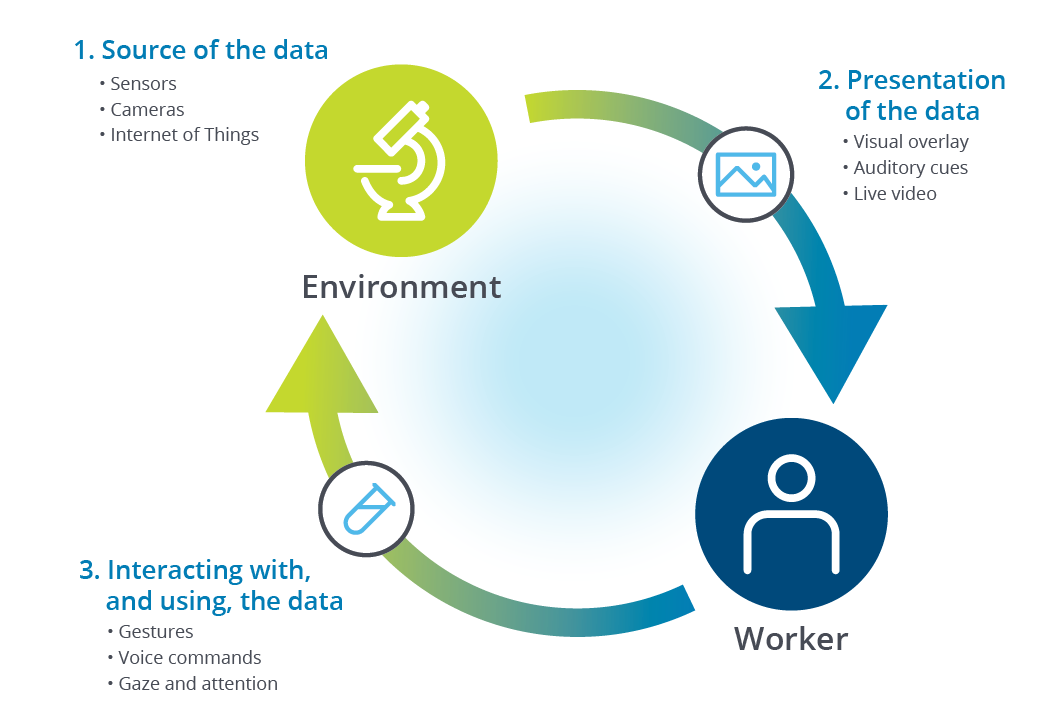 1. Source of the data
• Sensors
• Cameras
• Internet of Things
Environment
2. Presentation
of the data
• Visual overlay
• Auditory cues
• Live video
Worker
3. Interacting with,
and using, the data
• Gestures
• Voice commands
• Gaze and attention